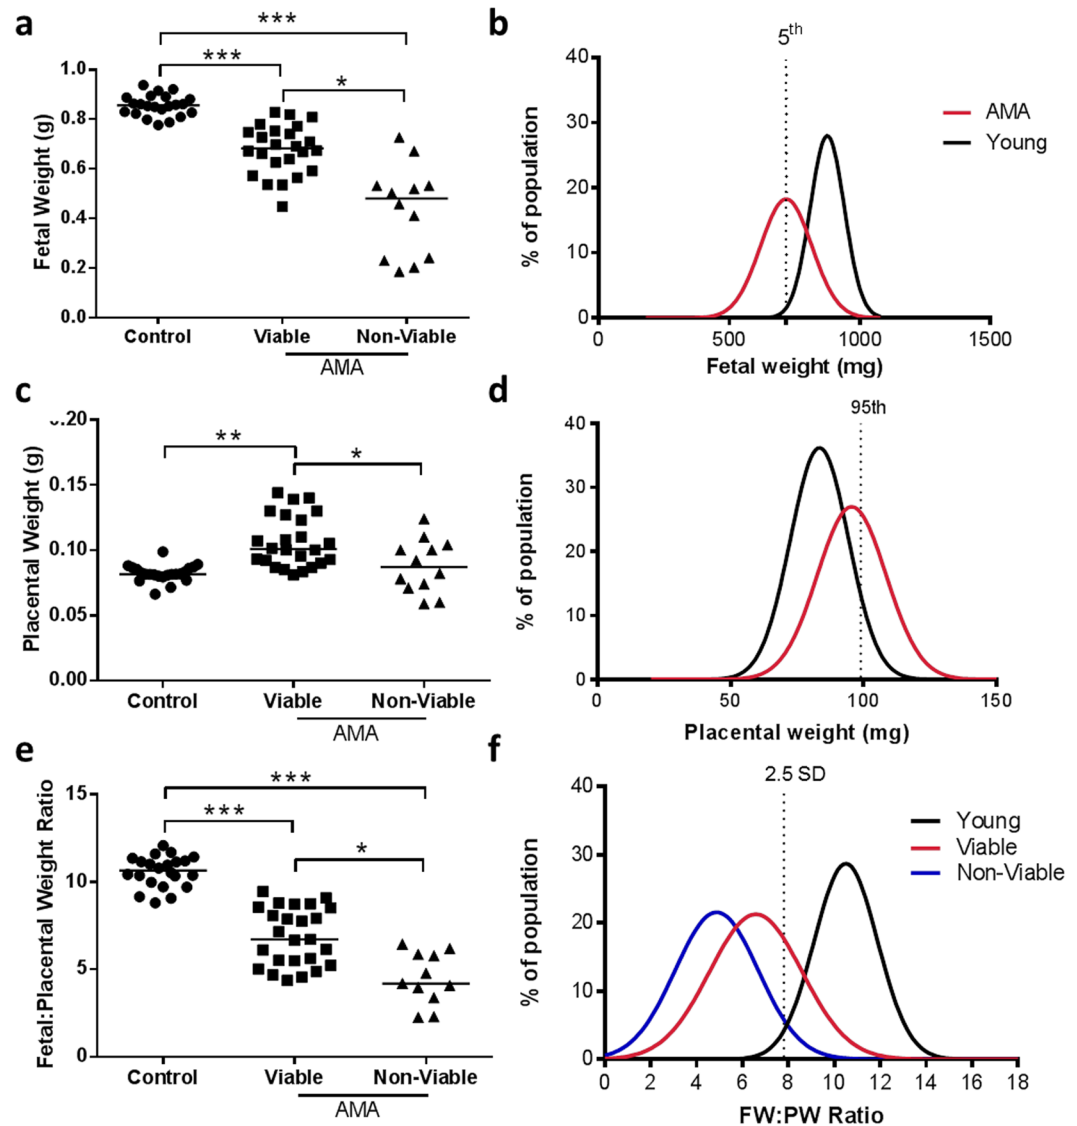 a
***
***
*
1.0
0.8
0.6
0.4
0.2
0.0
Fetal Weight (g)
Control
Viable
Non-Viable
AMA
b
5th
40
30
20
10
0
% of population
AMA
Young
0
500
1000
1500
Fetal weight (mg)
c
**
*
.20
0.15
0.10
0.05
0.00
Placental Weight (g)
Control
Viable
Non-Viable
AMA
d
95th
40
30
20
10
0
% of population
0
50
100
150
Placental weight (mg)
e
***
***
*
15
10
5
0
Fetal:Placental Weight Ratio
Control
Viable
Non-Viable
AMA
f
2.5 SD
40
30
20
10
0
% of population
Young
Viable
Non-Viable
0 2 4 6 8 10 12 14 16 18
FW:PW Ratio